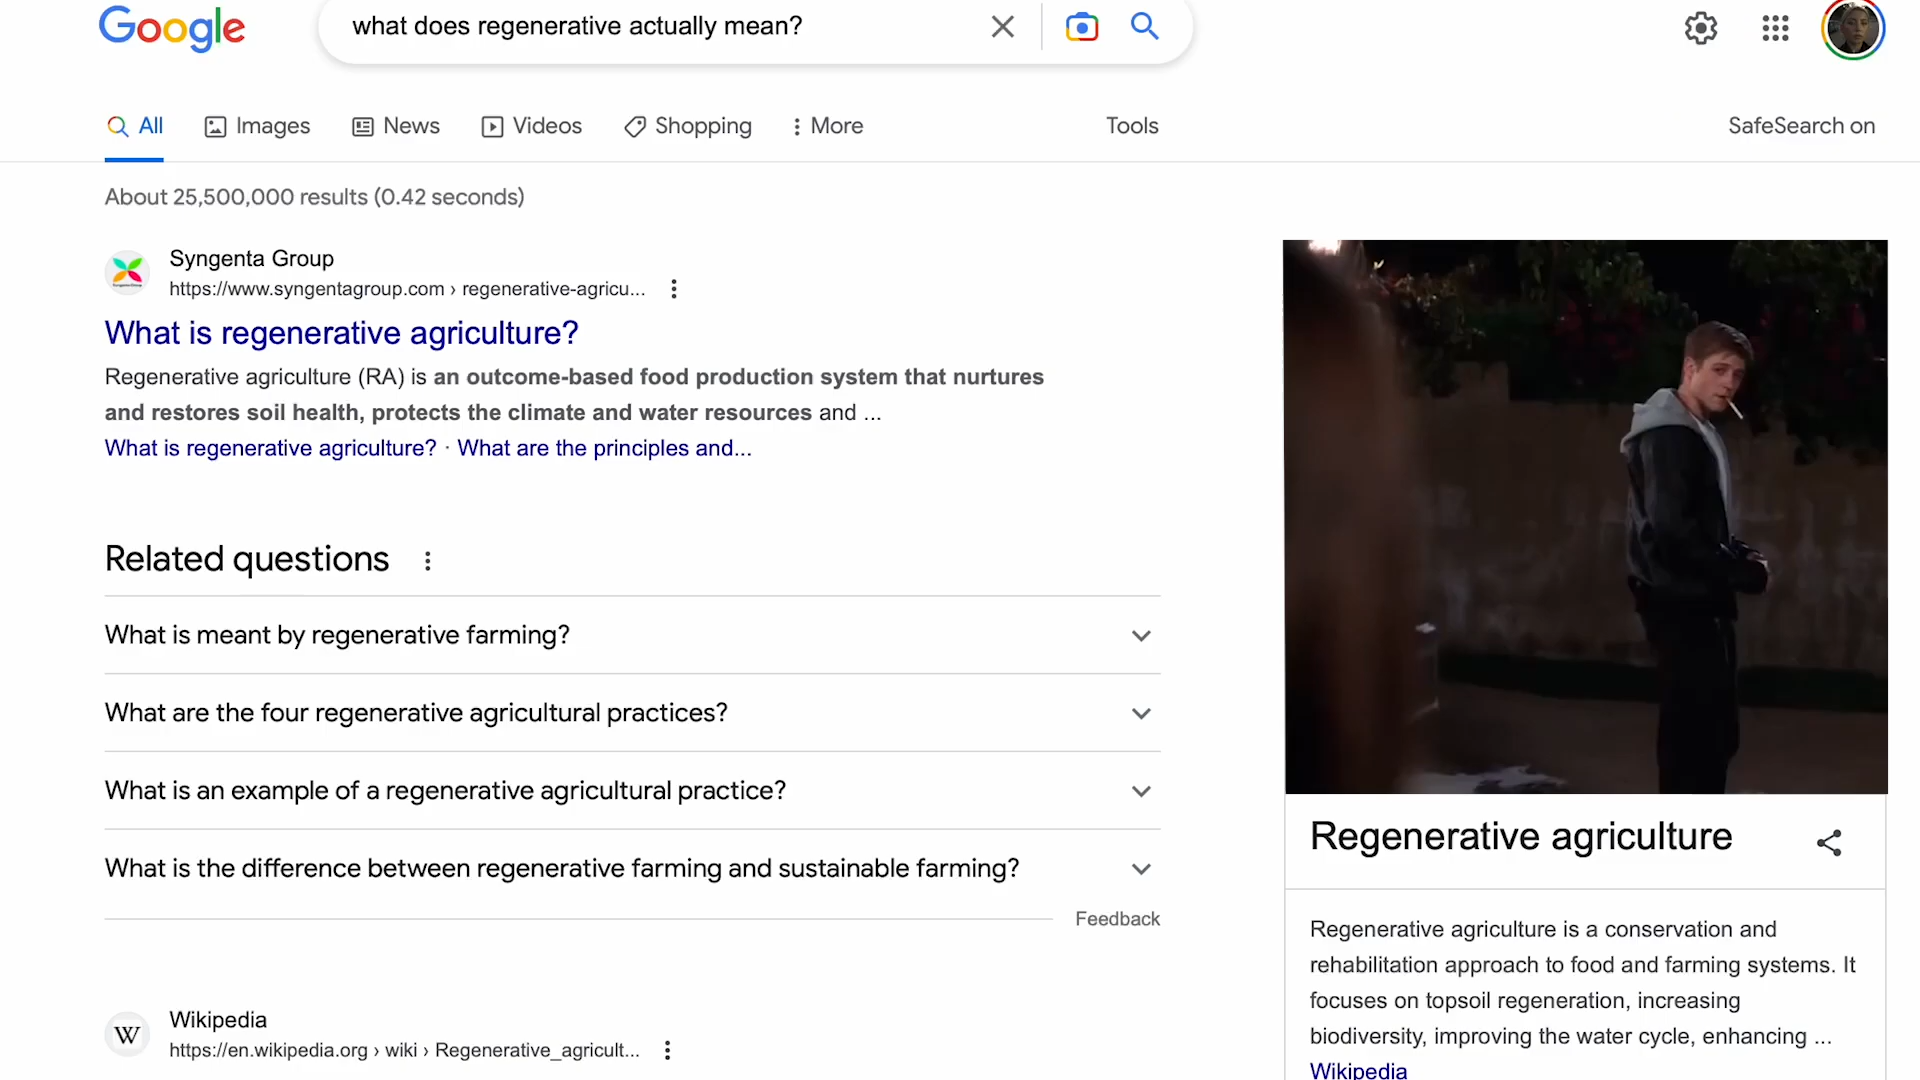 Google
what does regenerative actually mean?
All
Images
News
Videos
Shopping
More
Tools
SafeSearch on
About 25,500,000 results (0.42 seconds)
Syngenta Group
https://www.syngentagroup.com › regenerative-agricu...
What is regenerative agriculture?
Regenerative agriculture (RA) is an outcome-based food production system that nurtures
and restores soil health, protects the climate and water resources and ...
What is regenerative agriculture? · What are the principles and...
Related questions
What is meant by regenerative farming?
What are the four regenerative agricultural practices?
What is an example of a regenerative agricultural practice?
What is the difference between regenerative farming and sustainable farming?
Feedback
W
Wikipedia
https://en.wikipedia.org › wiki › Regenerative_agricult...
Regenerative agriculture
Regenerative agriculture is a conservation and
rehabilitation approach to food and farming systems. It
focuses on topsoil regeneration, increasing
biodiversity, improving the water cycle, enhancing ...
Wikipedia